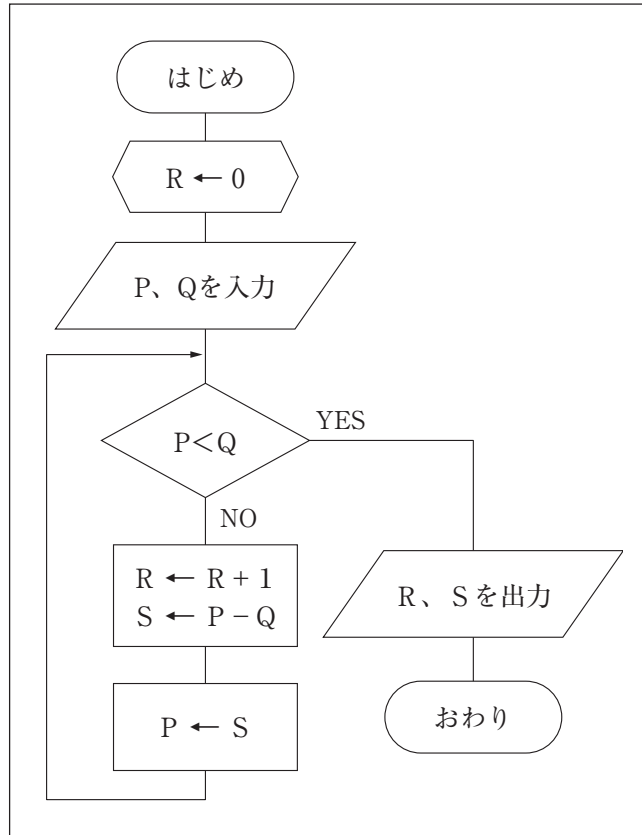 はじめ
R ← 0
P、Qを入力
P＜Q
YES
NO
R ← R + 1
S ← P − Q
P ← S
R、Sを出力
おわり